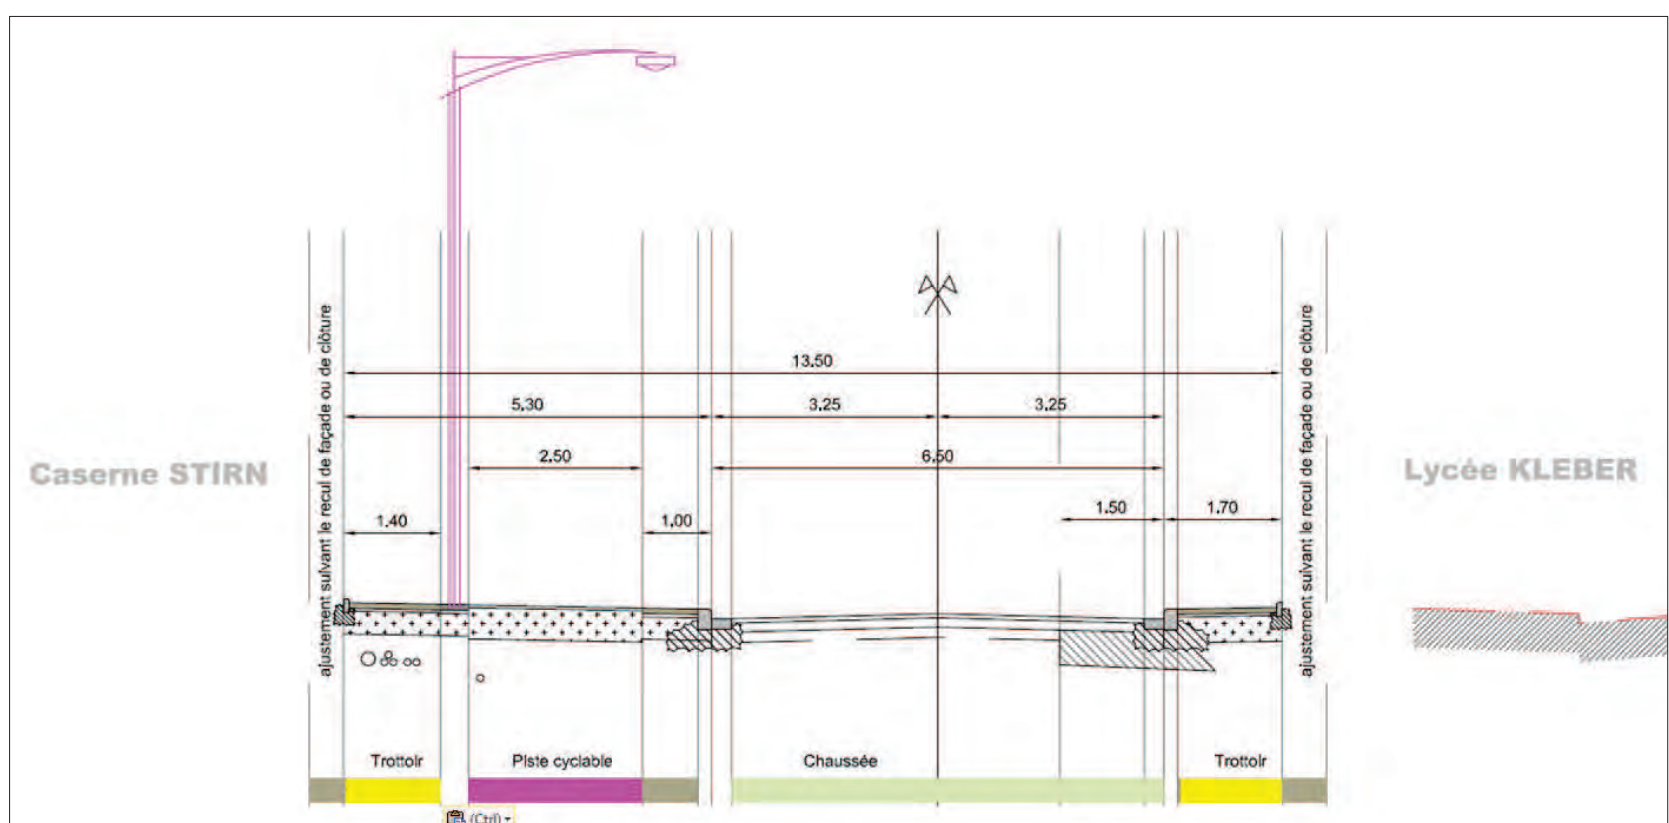 13.50
5.30
3.25
3.25
2.50
6.50
1.40
1.00
1.50
1.70
Caserne STIRN
Lycée KLEBER
ajustement suivant le recul de façade ou de clôture
ajustement suivant le recul de façade ou de clôture
Trottoir
Piste cyclable
Chaussée
Trottoir
(Ctrl)